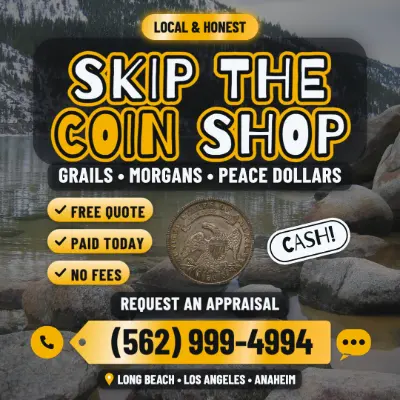 LOCAL & HONEST
SKIP THE
COIN SHOP
GRAILS • MORGANS • PEACE DOLLARS
FREE QUOTE
PAID TODAY
NO FEES
CASH!
REQUEST AN APPRAISAL
(562) 999-4994
LONG BEACH • LOS ANGELES • ANAHEIM